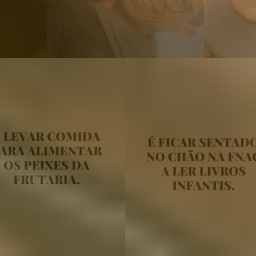 LEVAR COMIDA
ARA ALIMENTAR
OS PEIXES DA
FRUTARIA.
É FICAR SENTADO
NO CHÃO NA FNAC
A LER LIVROS
INFANTIS.